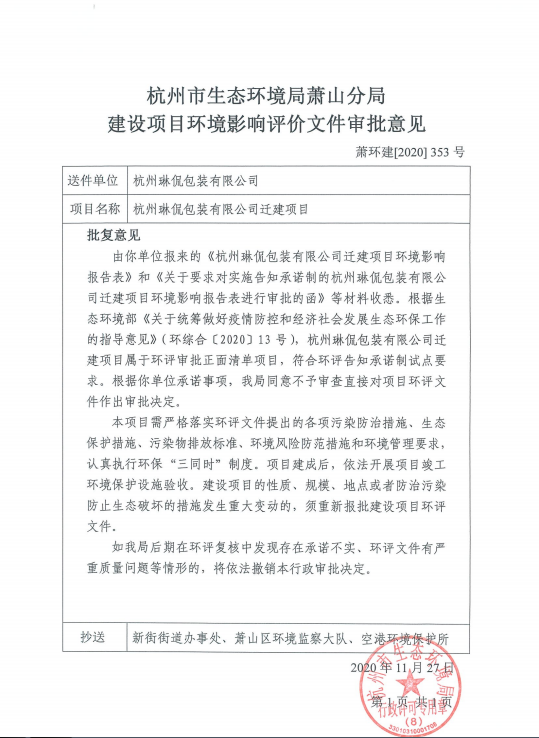 杭州市生态环境局萧山分局
建设项目环境影响评价文件审批意见
萧环建[2020] 353 号
送件单位 杭州琳侃包装有限公司
项目名称 杭州琳侃包装有限公司迁建项目
批复意见
由你单位报来的《杭州琳侃包装有限公司迁建项目环境影响
报告表》和《关于要求对实施告知承诺制的杭州琳侃包装有限公
司迁建项目环境影响报告表进行审批的函》等材料收悉。根据生
态环境部《关于统筹做好疫情防控和经济社会发展生态环保工作
的指导意见》(环综合〔2020〕13 号),杭州琳侃包装有限公司迁
建项目属于环评审批正面清单项目，符合环评告知承诺制试点要
求。根据你单位承诺事项，我局同意不予审查直接对项目环评文
件作出审批决定。
本项目需严格落实环评文件提出的各项污染防治措施、生态
保护措施、污染物排放标准、环境风险防范措施和环境管理要求，
认真执行环保“三同时”制度。项目建成后，依法开展项目竣工
环境保护设施验收。建设项目的性质、规模、地点或者防治污染
防止生态破坏的措施发生重大变动的，须重新报批建设项目环评
文件。
如我局后期在环评复核中发现存在承诺不实、环评文件有严
重质量问题等情形的，将依法撤销本行政审批决定。
抄送 新街街道办事处、萧山区环境监察大队、空港环境保护所
2020 年 11 月 27 日
第 1 页 共 1 页
杭州市生态环境局
行政许可专用章
(8)